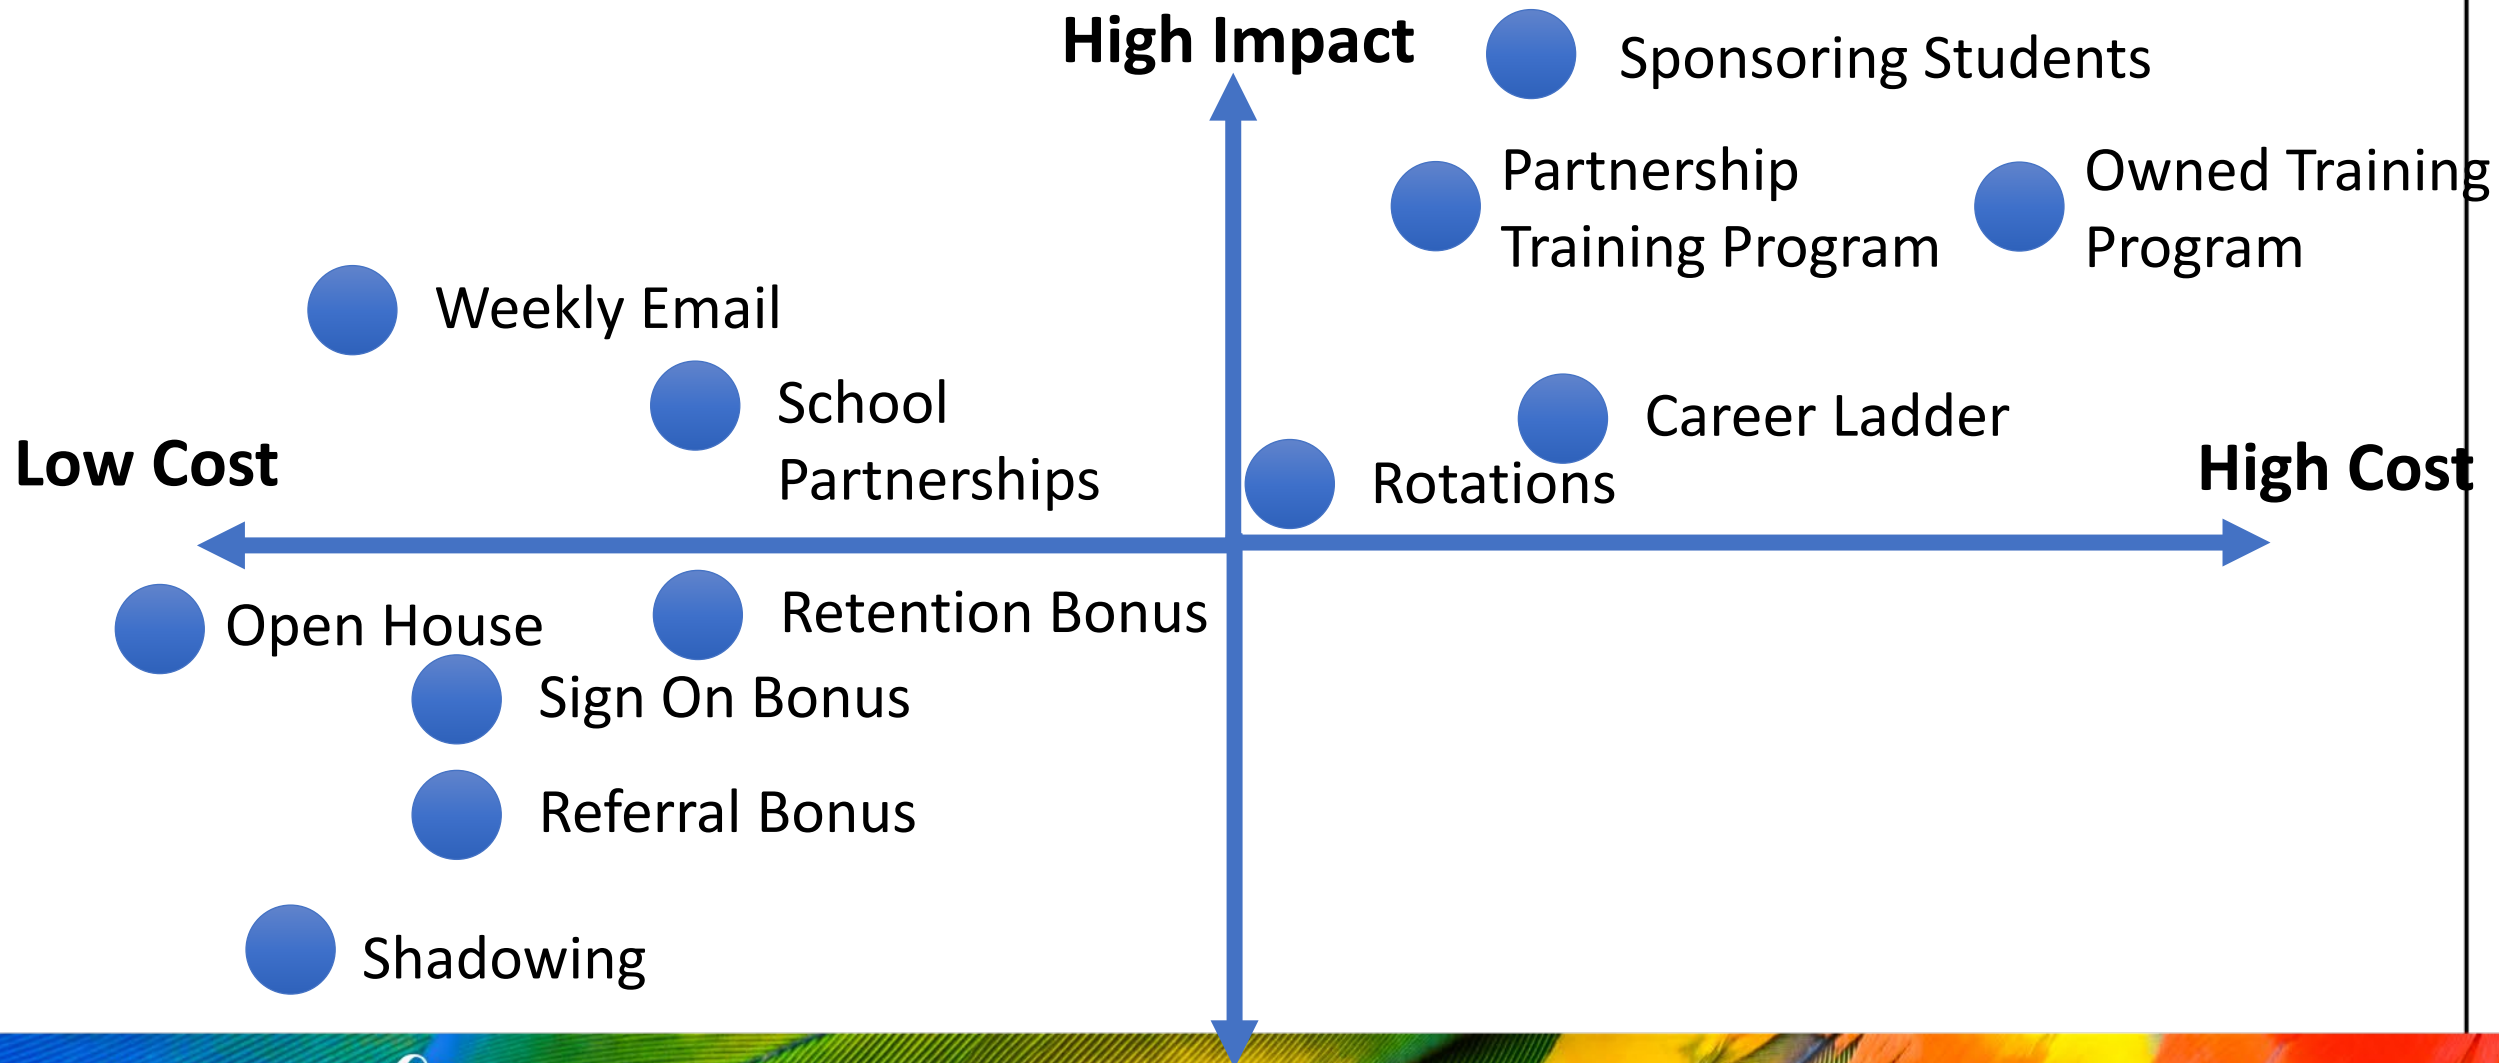 High Impact
Sponsoring Students
Partnership
Training Program
Owned Training
Program
Weekly Email
School
Partnerships
Career Ladder
Low Cost
Rotations
High Cost
Open House
Retention Bonus
Sign On Bonus
Referral Bonus
Shadowing